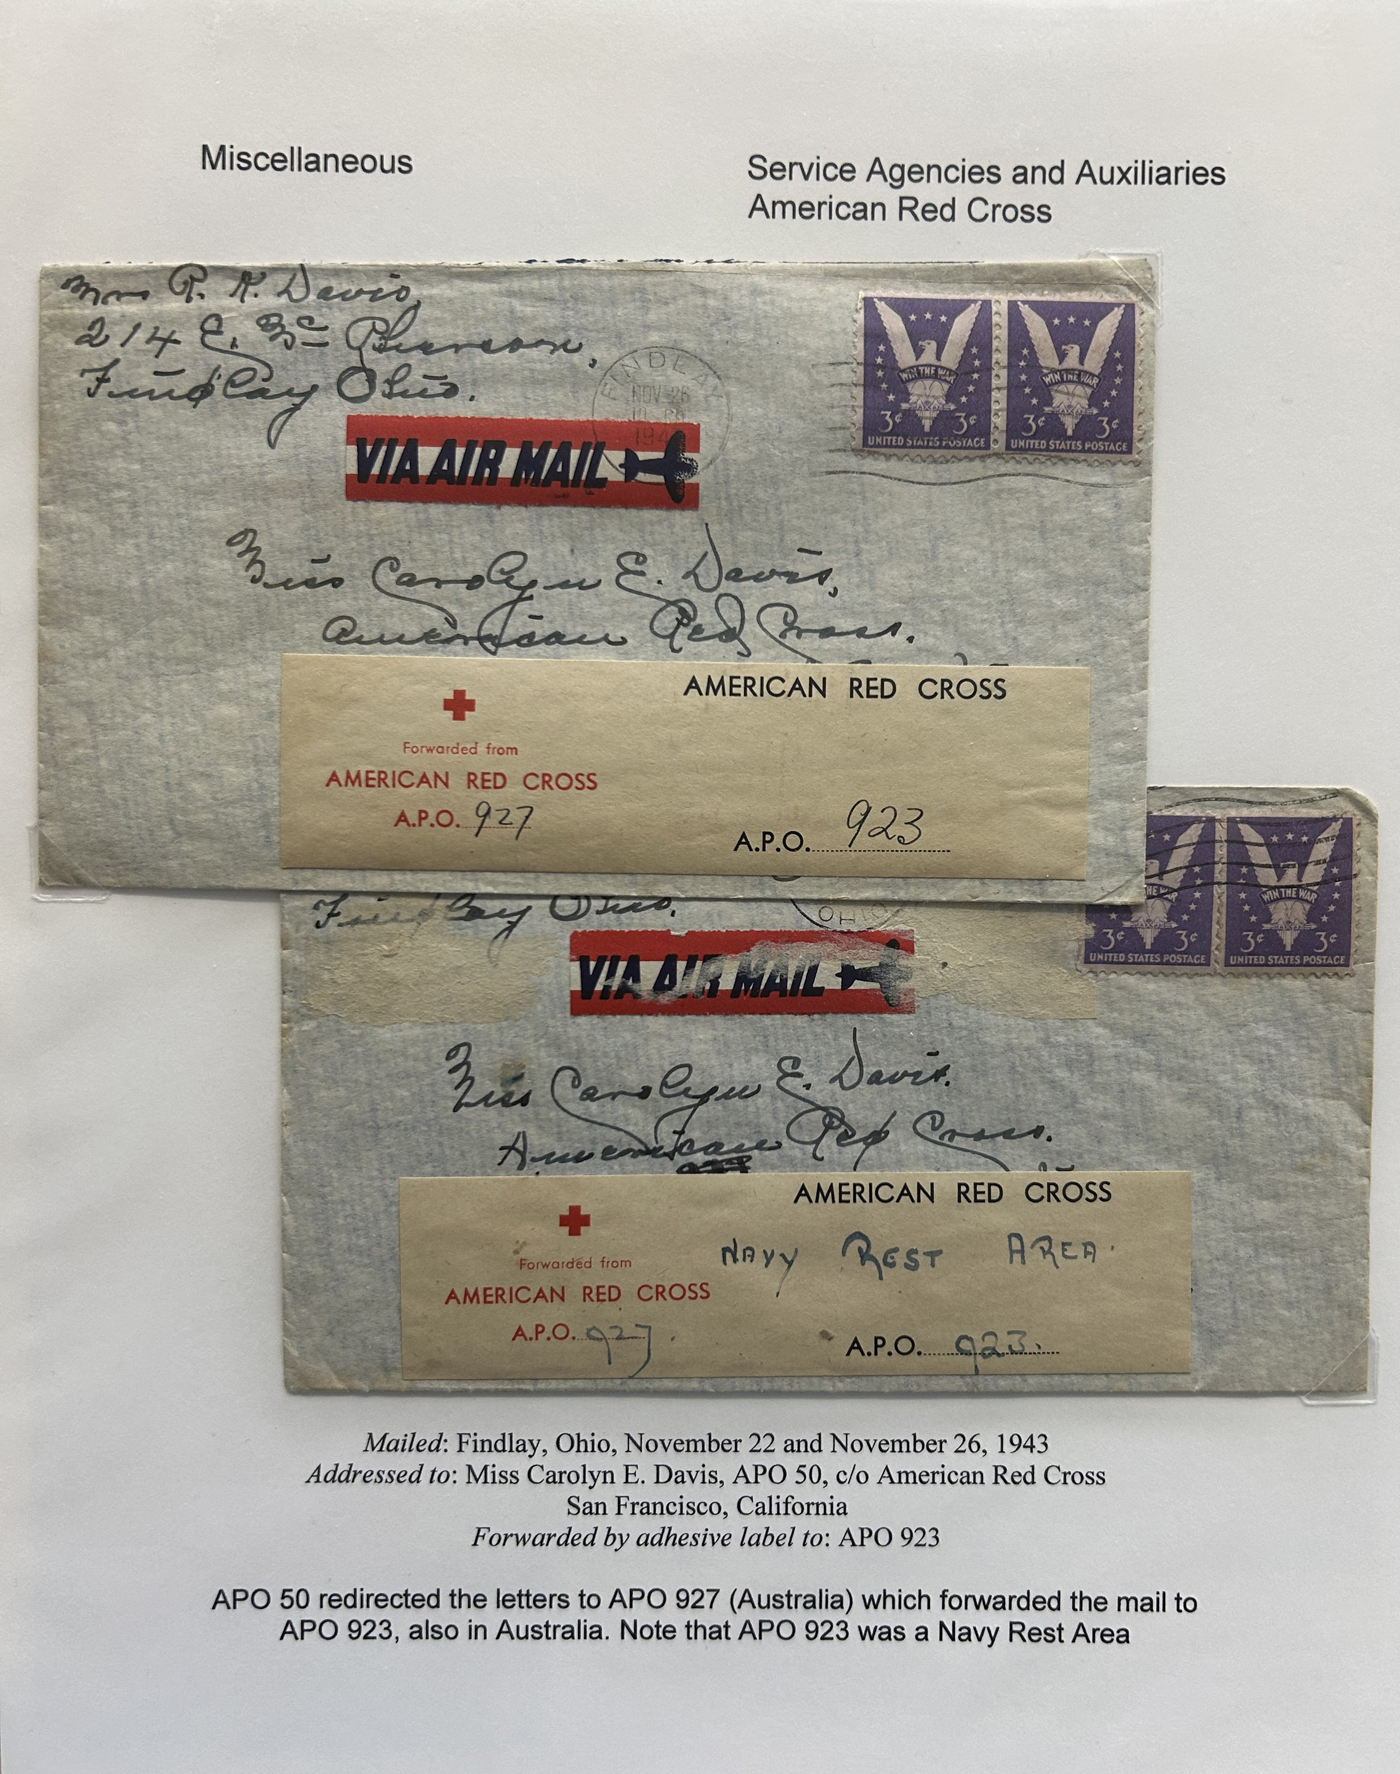 Miscellaneous
Service Agencies and Auxiliaries
American Red Cross
Mrs R. K. Davis,
214 E. McPherson,
Findlay Ohio.
FINDLAY
NOV 26
194
WIN THE WAR
WIN THE WAR
3¢ 3¢
3¢ 3¢
UNITED STATES POSTAGE
UNITED STATES POSTAGE
VIA AIR MAIL
Miss Carolyn E. Davis,
American Red Cross.
AMERICAN RED CROSS
Forwarded from
AMERICAN RED CROSS
A.P.O. 927
A.P.O. 923
Findlay Ohio.
OHIO
THE WAR
WIN THE WAR
3¢ 3¢
3¢ 3¢
UNITED STATES POSTAGE
UNITED STATES POSTAGE
VIA AIR MAIL
Miss Carolyn E. Davis.
American Red Cross.
AMERICAN RED CROSS
NAVY REST AREA.
Forwarded from
AMERICAN RED CROSS
A.P.O. 927.
A.P.O. 923.
Mailed: Findlay, Ohio, November 22 and November 26, 1943
Addressed to: Miss Carolyn E. Davis, APO 50, c/o American Red Cross
San Francisco, California
Forwarded by adhesive label to: APO 923
APO 50 redirected the letters to APO 927 (Australia) which forwarded the mail to
APO 923, also in Australia. Note that APO 923 was a Navy Rest Area